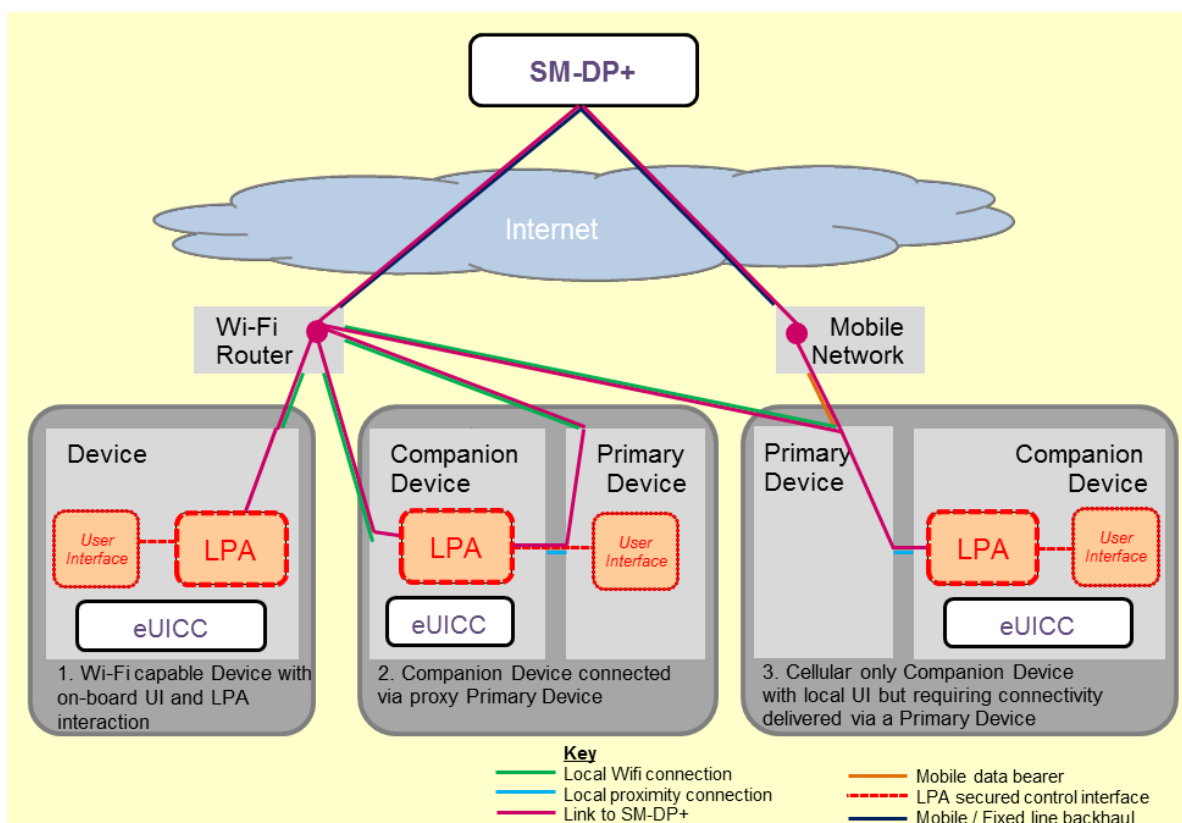 SM-DP+
Internet
Wi-Fi
Router
Mobile
Network
Device
User
Interface
LPA
eUICC
1. Wi-Fi capable Device with
on-board UI and LPA
interaction
Companion
Device
Primary
Device
LPA
User
Interface
eUICC
2. Companion Device connected
via proxy Primary Device
Primary
Device
Companion
Device
LPA
User
Interface
eUICC
3. Cellular only Companion Device
with local UI but requiring connectivity
delivered via a Primary Device
Key
Local Wifi connection
Local proximity connection
Link to SM-DP+
Mobile data bearer
LPA secured control interface
Mobile / Fixed line backhaul